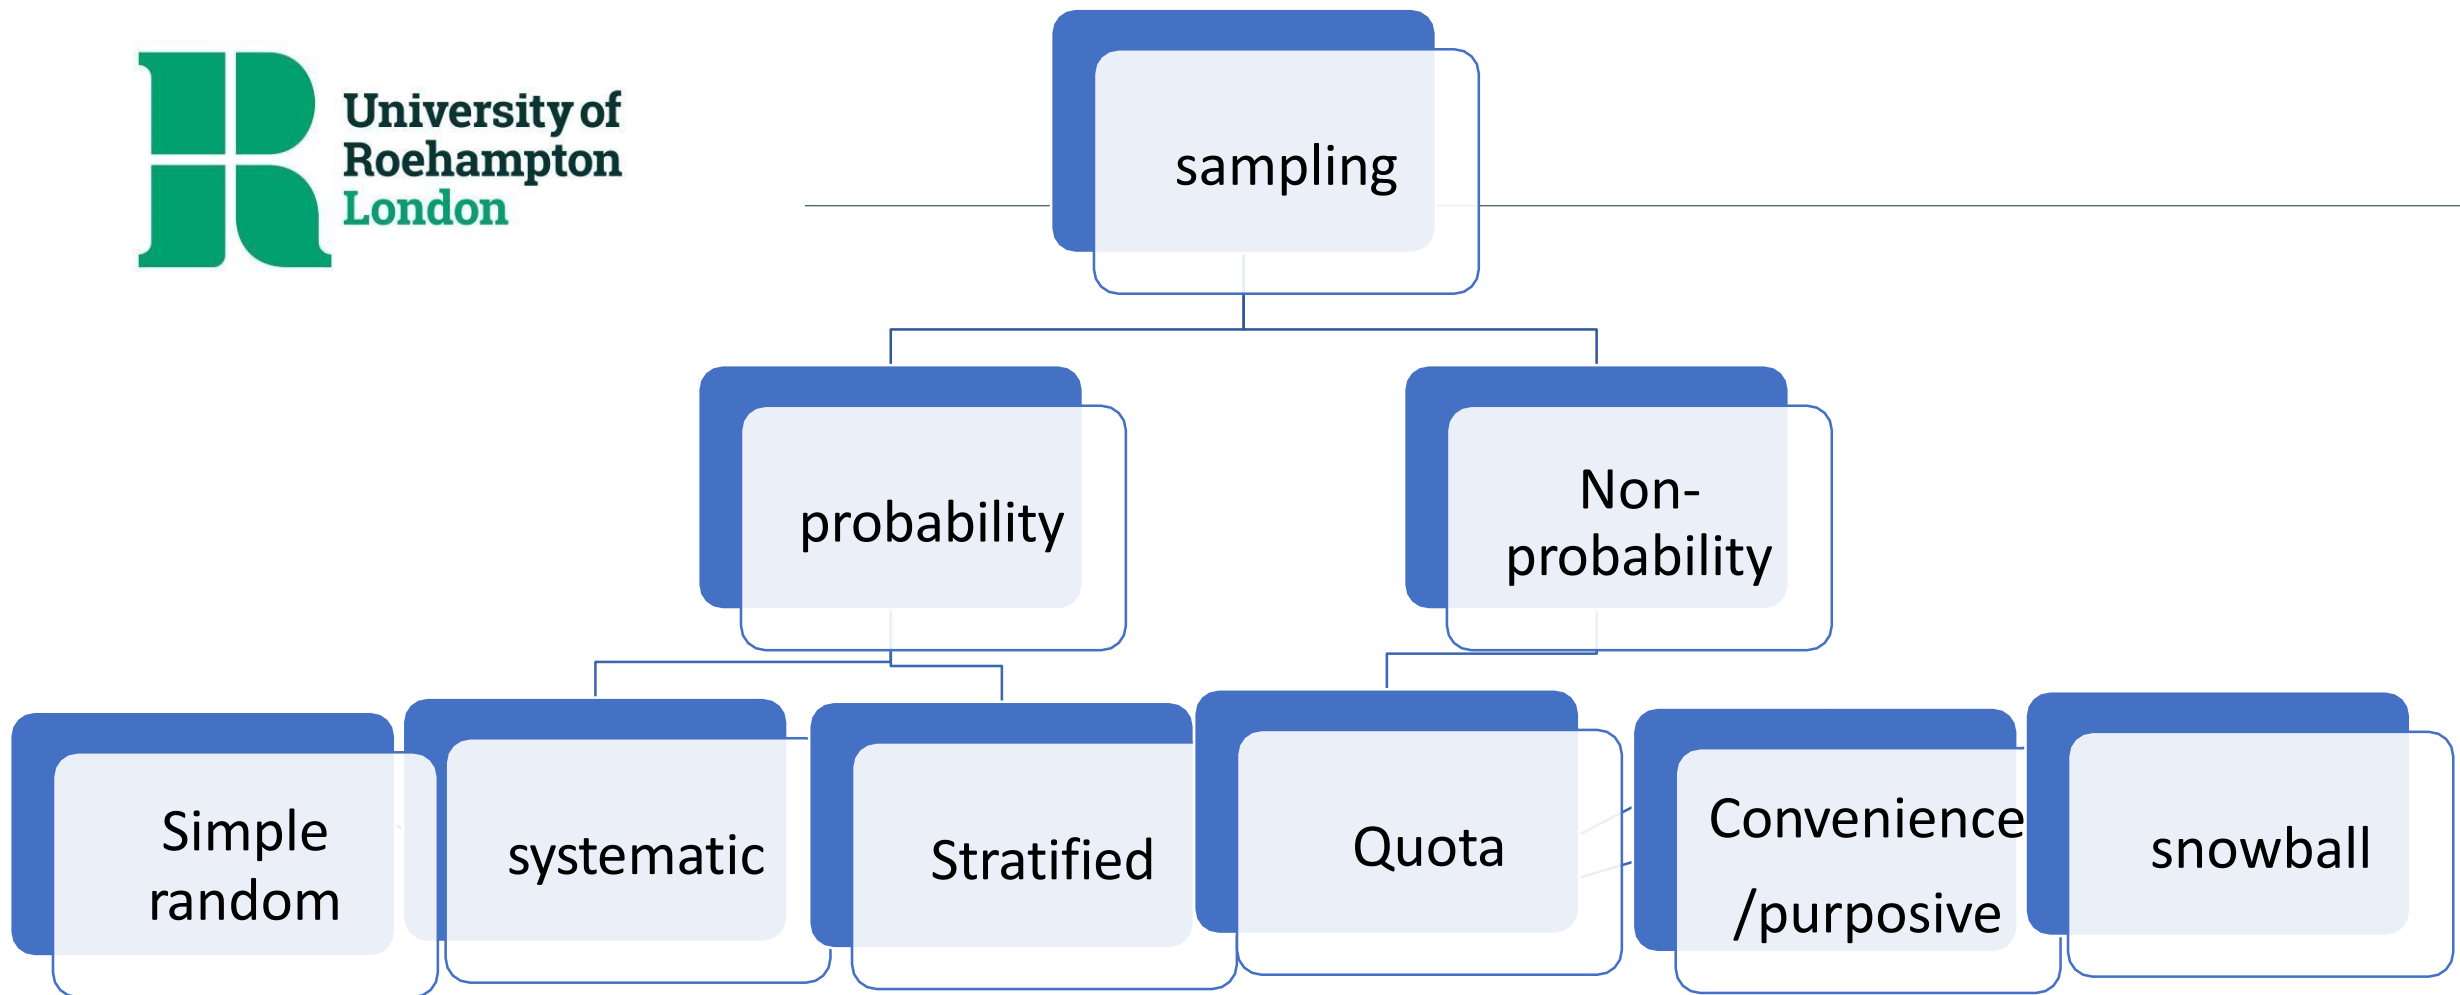 University of
Roehampton
London
sampling
probability
Non-
probability
Simple
random
systematic
Stratified
Quota
Convenience
/purposive
snowball